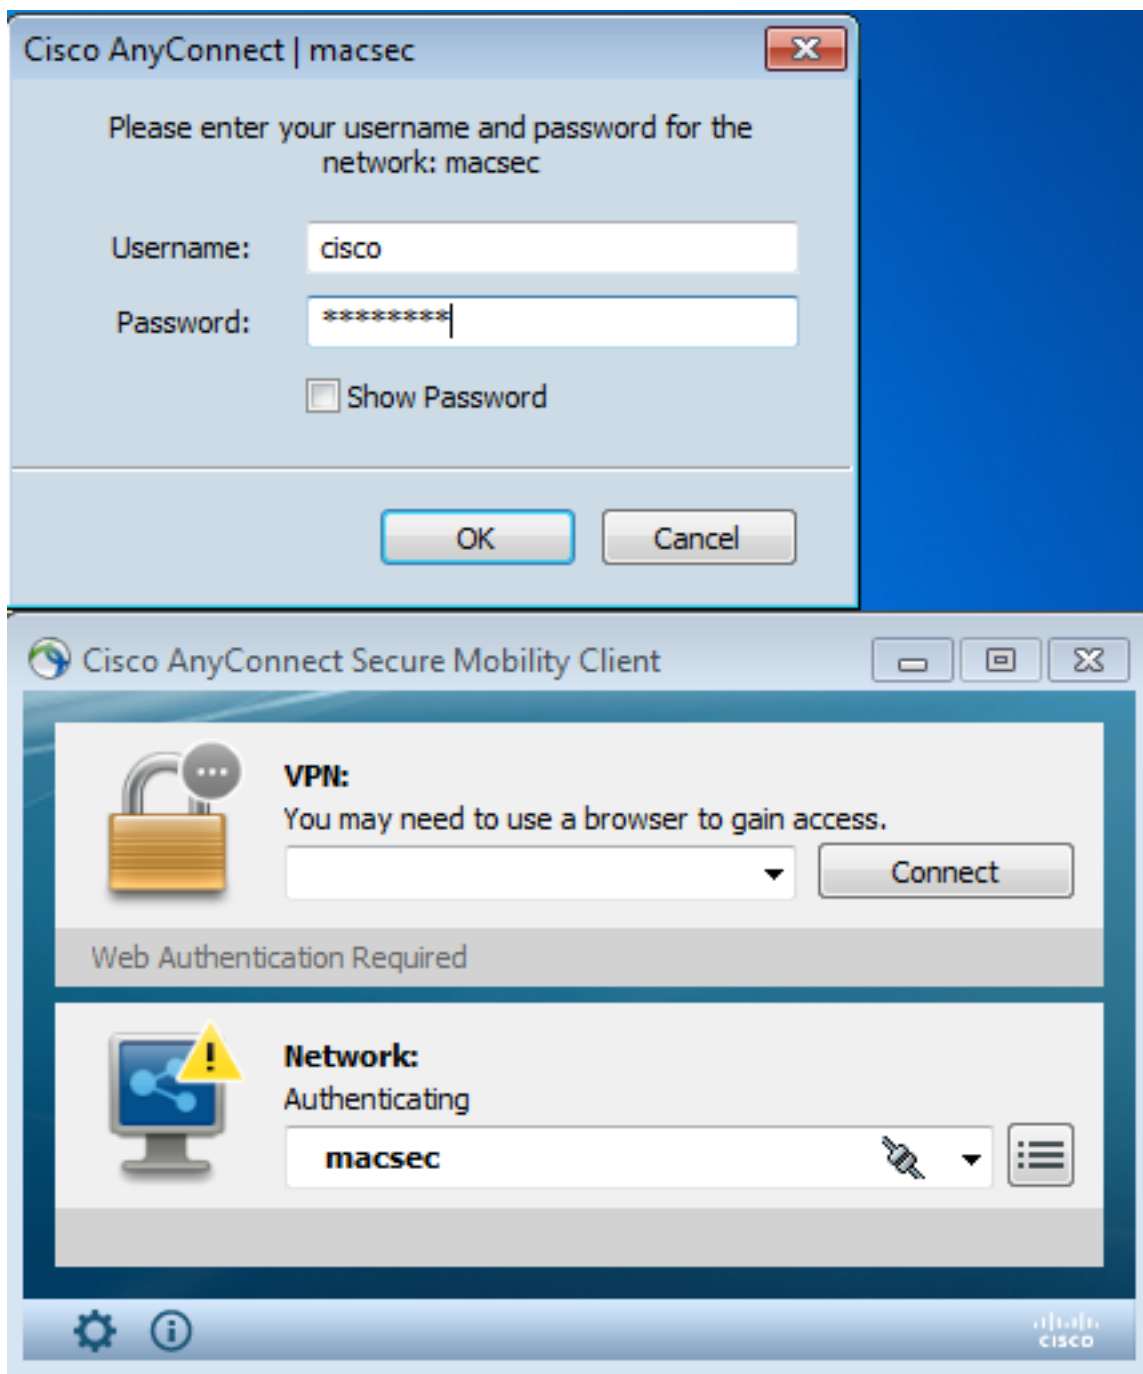 Cisco AnyConnect | macsec
Please enter your username and password for the
network: macsec
Username: cisco
Password: ********
Show Password
OK Cancel
Cisco AnyConnect Secure Mobility Client
VPN:
You may need to use a browser to gain access.
Connect
Web Authentication Required
Network:
Authenticating
macsec
CISCO